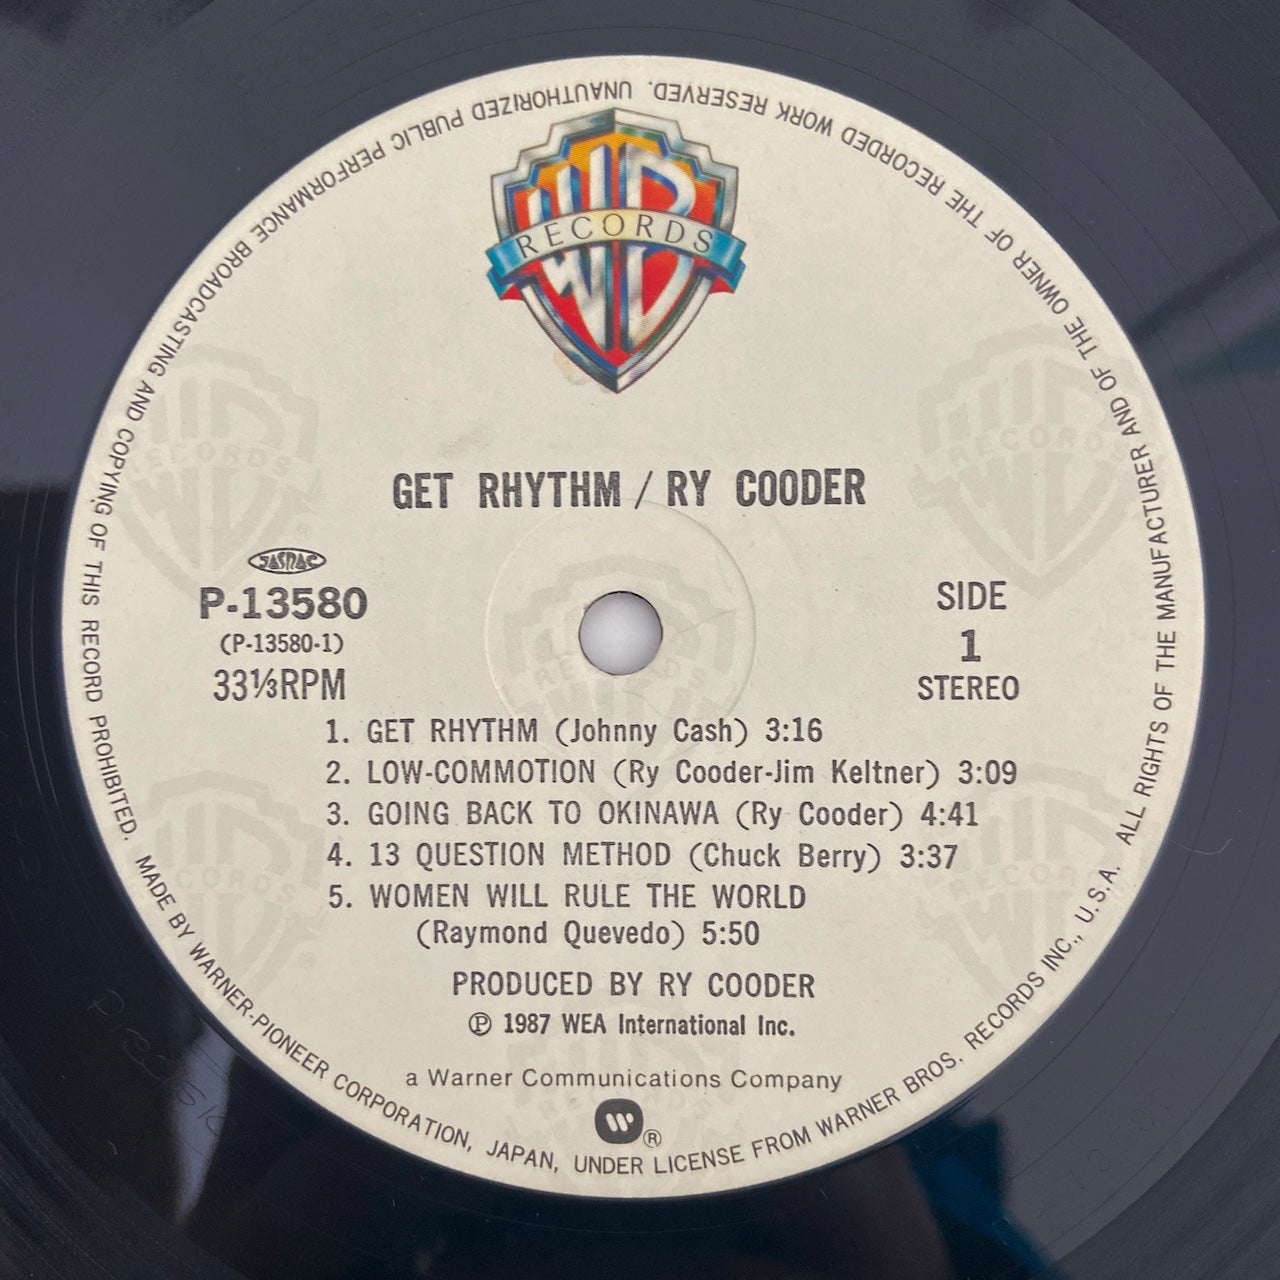 WB
RECORDS
GET RHYTHM / RY COODER
JASRAC
P-13580
(P-13580-1)
33⅓RPM
SIDE
1
STEREO
1. GET RHYTHM (Johnny Cash) 3:16
2. LOW-COMMOTION (Ry Cooder-Jim Keltner) 3:09
3. GOING BACK TO OKINAWA (Ry Cooder) 4:41
4. 13 QUESTION METHOD (Chuck Berry) 3:37
5. WOMEN WILL RULE THE WORLD
(Raymond Quevedo) 5:50
PRODUCED BY RY COODER
Ⓟ 1987 WEA International Inc.
a Warner Communications Company
W ®
MADE BY WARNER-PIONEER CORPORATION, JAPAN, UNDER LICENSE FROM WARNER BROS. RECORDS INC., U.S.A. ALL RIGHTS OF THE MANUFACTURER AND OF THE OWNER OF THE RECORDED WORK RESERVED. UNAUTHORIZED PUBLIC PERFORMANCE BROADCASTING AND COPYING OF THIS RECORD PROHIBITED.